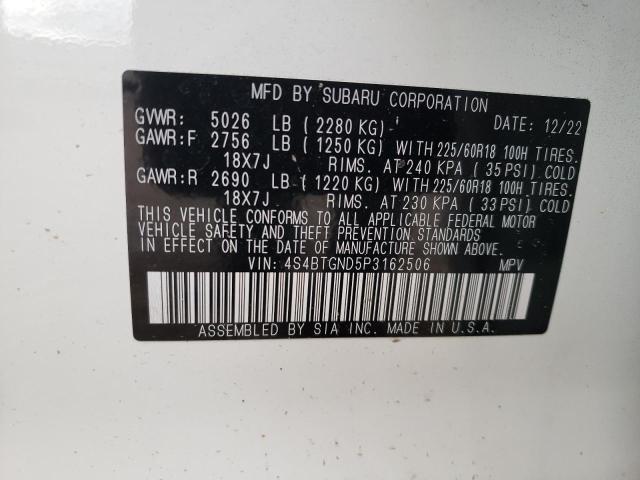 MFD BY SUBARU CORPORATION
GVWR: 5026 LB (2280 KG) DATE: 12/22
GAWR:F 2756 LB (1250 KG) WITH 225/60R18 100H TIRES.
18X7J RIMS. AT 240 KPA (35 PSI) COLD
GAWR:R 2690 LB (1220 KG) WITH 225/60R18 100H TIRES.
18X7J RIMS. AT 230 KPA (33 PSI) COLD
THIS VEHICLE CONFORMS TO ALL APPLICABLE FEDERAL MOTOR
VEHICLE SAFETY AND THEFT PREVENTION STANDARDS
IN EFFECT ON THE DATE OF MANUFACTURE SHOWN ABOVE.
VIN: 4S4BTGND5P3162506 MPV
ASSEMBLED BY SIA INC. MADE IN U.S.A.